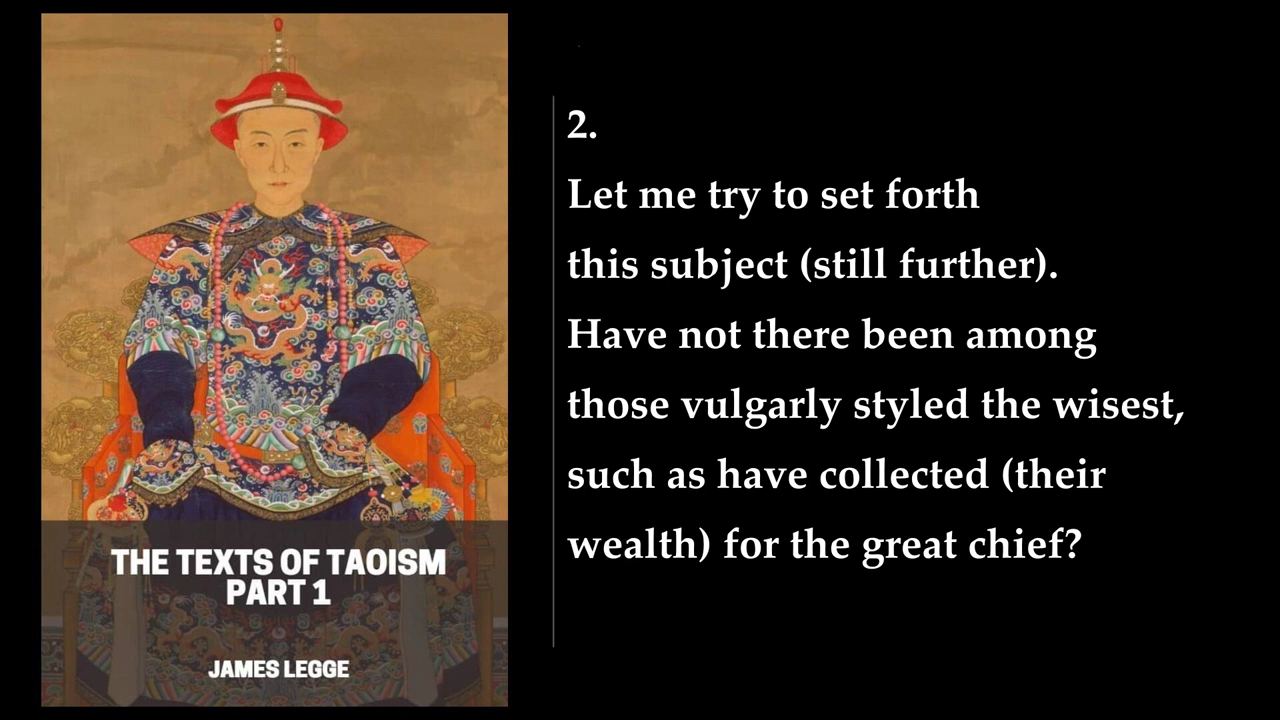 THE TEXTS OF TAOISM
PART 1
JAMES LEGGE
2.
Let me try to set forth
this subject (still further).
Have not there been among
those vulgarly styled the wisest,
such as have collected (their
wealth) for the great chief?